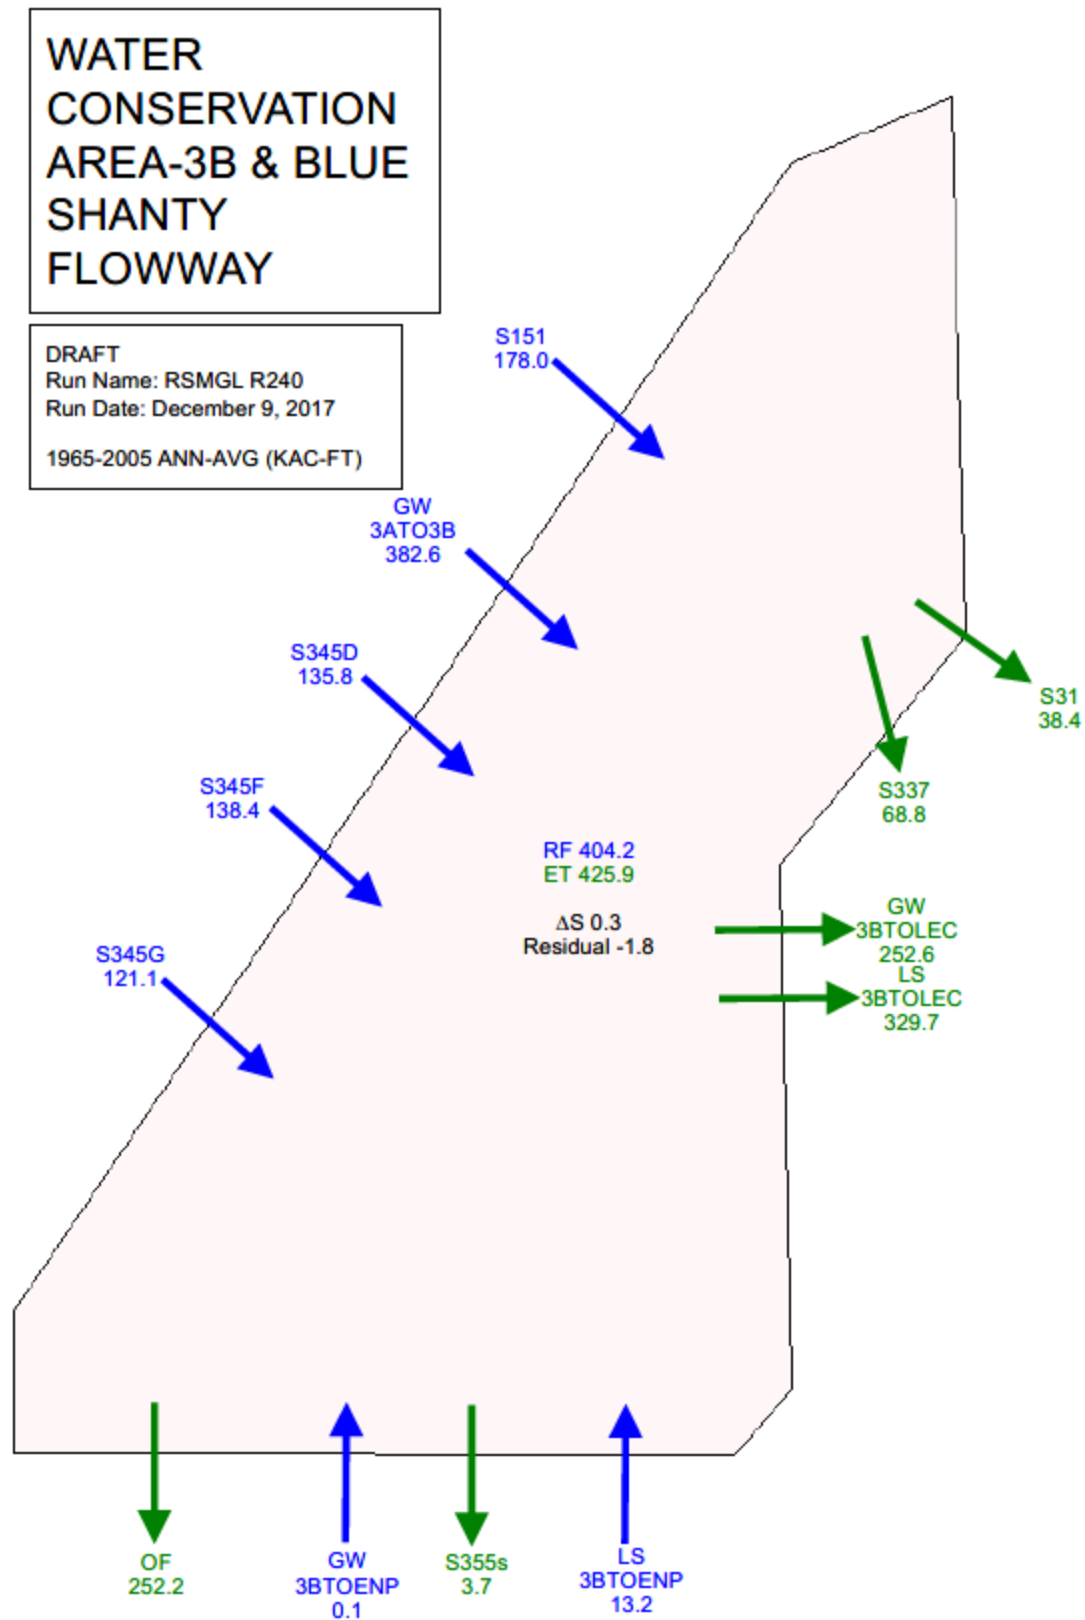 WATER
CONSERVATION
AREA-3B & BLUE
SHANTY
FLOWWAY
DRAFT
Run Name: RSMGL R240
Run Date: December 9, 2017
1965-2005 ANN-AVG (KAC-FT)
S151
178.0
GW
3ATO3B
382.6
S345D
135.8
S31
38.4
S345F
138.4
S337
68.8
RF 404.2
ET 425.9
ΔS 0.3
Residual -1.8
GW
3BTOLEC
252.6
LS
3BTOLEC
329.7
S345G
121.1
OF
252.2
GW
3BTOENP
0.1
S355s
3.7
LS
3BTOENP
13.2